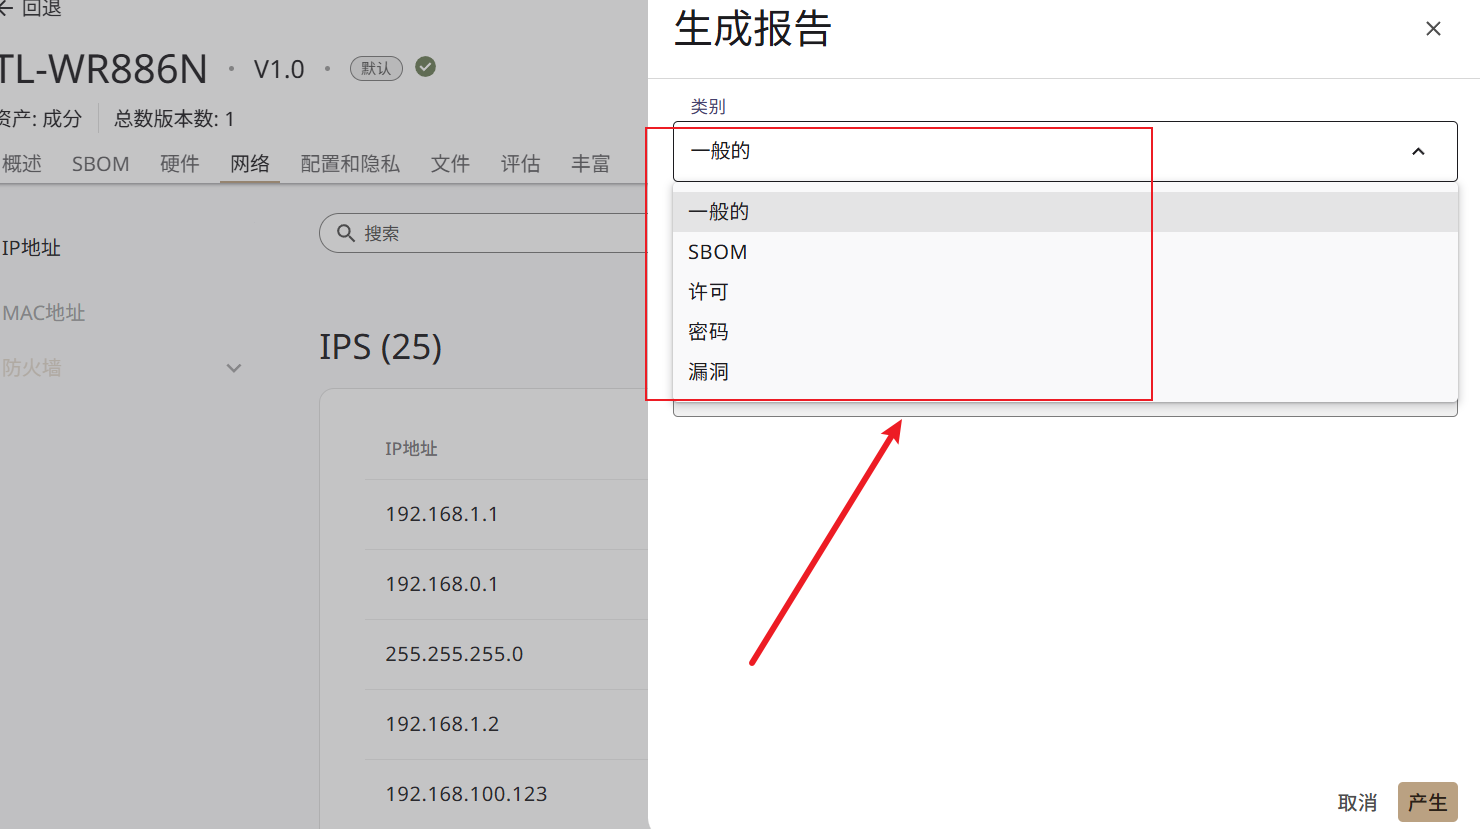 回退
TL-WR886N • V1.0 • 默认
资产: 成分 总数版本数: 1
概述 SBOM 硬件 网络 配置和隐私 文件 评估 丰富
IP地址
MAC地址
防火墙
搜索
IPS (25)
IP地址
192.168.1.1
192.168.0.1
255.255.255.0
192.168.1.2
192.168.100.123
生成报告
类别
一般的
一般的
SBOM
许可
密码
漏洞
取消 产生